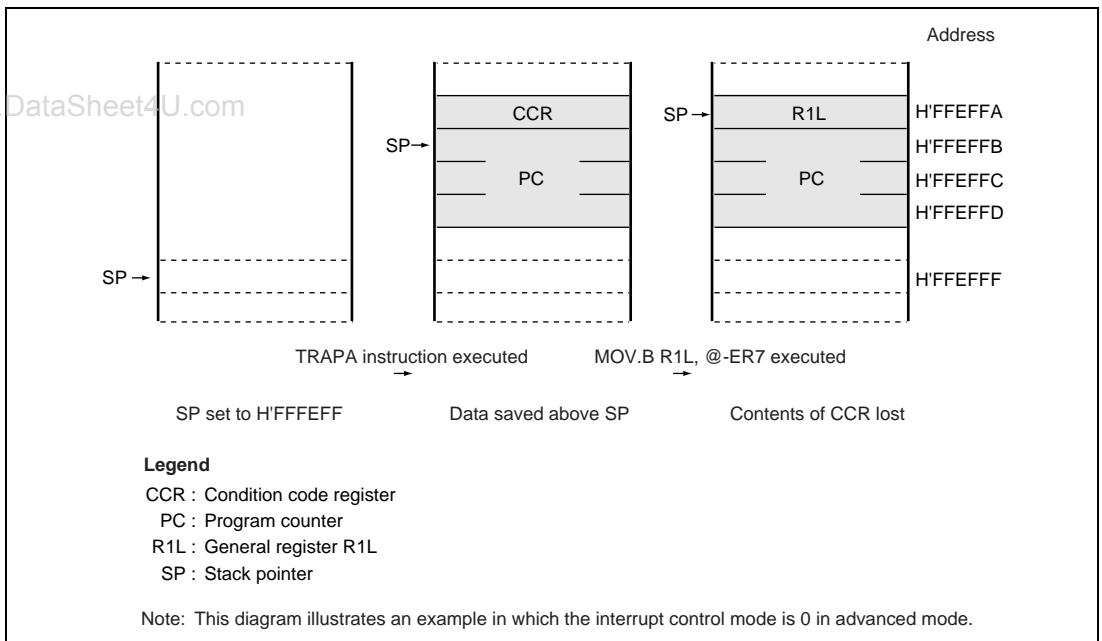 Address
.DataSheet4U.com
CCR
SP
R1L
H'FFEFFA
SP
H'FFEFFB
PC
PC
H'FFEFFC
H'FFEFFD
SP
H'FFEFFF
TRAPA instruction executed
MOV.B R1L, @-ER7 executed
SP set to H'FFFEFF
Data saved above SP
Contents of CCR lost
Legend
CCR : Condition code register
PC : Program counter
R1L : General register R1L
SP : Stack pointer
Note: This diagram illustrates an example in which the interrupt control mode is 0 in advanced mode.